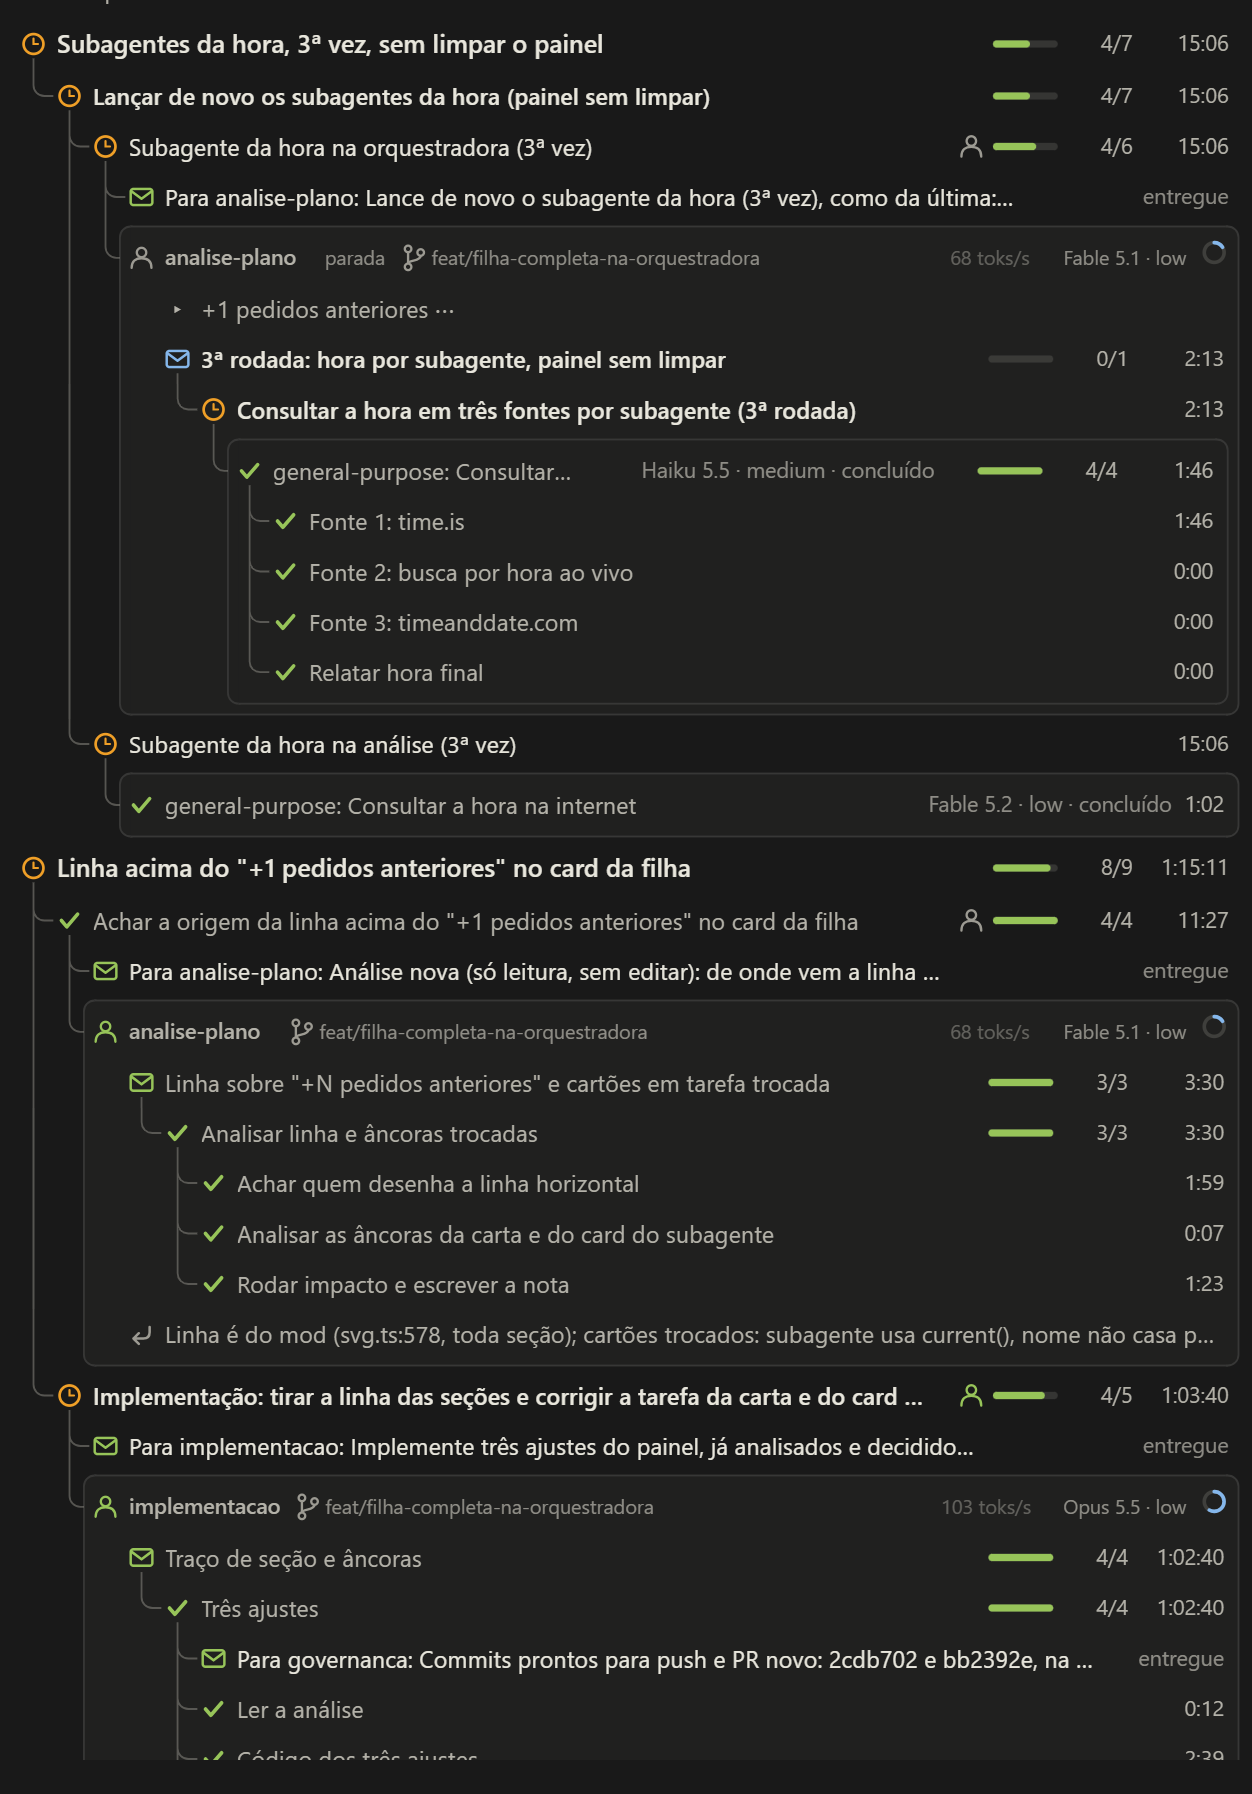 Subagentes da hora, 3ª vez, sem limpar o painel 4/7 15:06
Lançar de novo os subagentes da hora (painel sem limpar) 4/7 15:06
Subagente da hora na orquestradora (3ª vez) 4/6 15:06
Para analise-plano: Lance de novo o subagente da hora (3ª vez), como da última:... entregue
analise-plano parada feat/filha-completa-na-orquestradora 68 toks/s Fable 5.1 · low
+1 pedidos anteriores ···
3ª rodada: hora por subagente, painel sem limpar 0/1 2:13
Consultar a hora em três fontes por subagente (3ª rodada) 2:13
general-purpose: Consultar... Haiku 5.5 · medium · concluído 4/4 1:46
Fonte 1: time.is 1:46
Fonte 2: busca por hora ao vivo 0:00
Fonte 3: timeanddate.com 0:00
Relatar hora final 0:00
Subagente da hora na análise (3ª vez) 15:06
general-purpose: Consultar a hora na internet Fable 5.2 · low · concluído 1:02
Linha acima do "+1 pedidos anteriores" no card da filha 8/9 1:15:11
Achar a origem da linha acima do "+1 pedidos anteriores" no card da filha 4/4 11:27
Para analise-plano: Análise nova (só leitura, sem editar): de onde vem a linha ... entregue
analise-plano feat/filha-completa-na-orquestradora 68 toks/s Fable 5.1 · low
Linha sobre "+N pedidos anteriores" e cartões em tarefa trocada 3/3 3:30
Analisar linha e âncoras trocadas 3/3 3:30
Achar quem desenha a linha horizontal 1:59
Analisar as âncoras da carta e do card do subagente 0:07
Rodar impacto e escrever a nota 1:23
Linha é do mod (svg.ts:578, toda seção); cartões trocados: subagente usa current(), nome não casa p...
Implementação: tirar a linha das seções e corrigir a tarefa da carta e do card ... 4/5 1:03:40
Para implementacao: Implemente três ajustes do painel, já analisados e decidido... entregue
implementacao feat/filha-completa-na-orquestradora 103 toks/s Opus 5.5 · low
Traço de seção e âncoras 4/4 1:02:40
Três ajustes 4/4 1:02:40
Para governanca: Commits prontos para push e PR novo: 2cdb702 e bb2392e, na ... entregue
Ler a análise 0:12
Código dos três ajustes 2:39